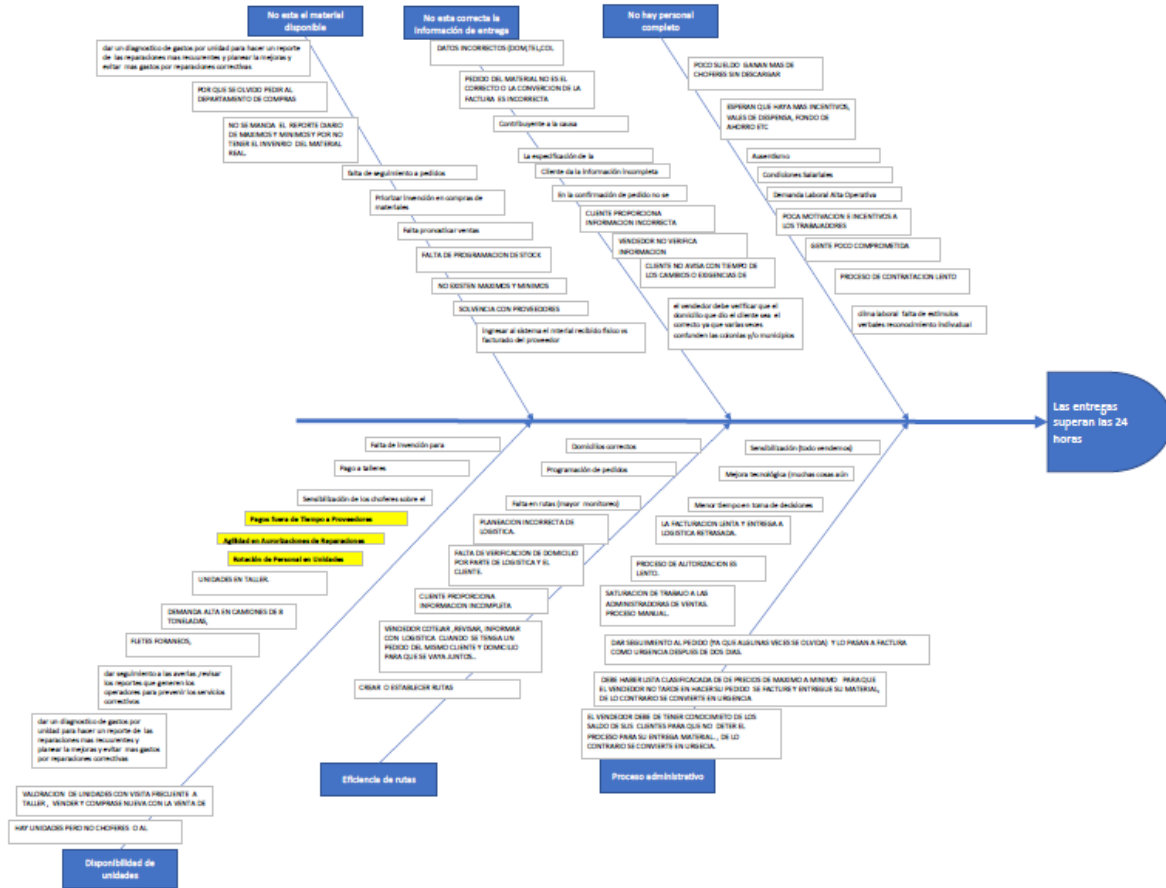 No esta el material
disponible
dar un diagnostico de gastos por unidad para hacer un reporte
de las reparaciones mas recuurentes y planear la mejoras y
evitar mas gastos por reparaciones correctivas
POR QUE SE OLVIDO PEDIR AL
DEPARTAMENTO DE COMPRAS
NO SE MANDA EL REPORTE DIARIO
DE MAXIMOS Y MINIMOS Y POR NO
TENER EL INVENRIO DEL MATERIAL
REAL.
falta de seguimiento a pedidos
Priorizar invención en compras de
materiales
Falta pronosticar ventas
FALTA DE PROGRAMACION DE STOCK
NO EXISTEN MAXIMOS Y MINIMOS
SOLVENCIA CON PROVEEDORES
Ingresar al sistema el mterial recibido fisico vs
facturado del proveedor
No esta correcta la
información de entrega
DATOS INCORRECTOS (DOM,TEL,COL
PEDIDO DEL MATERIAL NO ES EL
CORRECTO O LA CONVERCION DE LA
FACTURA ES INCORRECTA
Contribuyente a la causa
La especificación de la
Cliente da la información incompleta
En la confirmación de pedido no se
CLIENTE PROPORCIONA
INFORMACION INCORRECTA
VENDEDOR NO VERIFICA
INFORMACION
CLIENTE NO AVISA CON TIEMPO DE
LOS CAMBIOS O EXIGENCIAS DE
el vendedor debe verificar que el
domicilio que dio el cliente sea el
correcto ya que varias veces
confunden las colonias y/o municipios
No hay personal
completo
POCO SUELDO GANAN MAS DE
CHOFERES SIN DESCARGAR
ESPERAN QUE HAYA MAS INCENTIVOS,
VALES DE DESPENSA, FONDO DE
AHORRO ETC
Ausentismo
Condiciones Salariales
Demanda Laboral Alta Operativa
POCA MOTIVACION E INCENTIVOS A
LOS TRABAJADORES
GENTE POCO COMPROMETIDA
PROCESO DE CONTRATACION LENTO
clima laboral falta de estimulos
verbales reconocimiento indivudual
Las entregas
superan las 24
horas
Falta de invención para
Pago a talleres
Sensibilización de los choferes sobre el
Pagos fuera de Tiempo a Proveedores
Agilidad en Autorizaciones de Reparaciones
Rotación de Personal en Unidades
UNIDADES EN TALLER.
DEMANDA ALTA EN CAMIONES DE 8
TONELADAS,
FLETES FORANEOS,
dar seguimiento a las averias ,revisar
los reportes que generen los
operadores para prevenir los servicios
correctivos
dar un diagnostico de gastos por
unidad para hacer un reporte de las
reparaciones mas recuurentes y
planear la mejoras y evitar mas gastos
por reparaciones correctivas
VALORACION DE UNIDADES CON VISITA FRECUENTE A
TALLER , VENDER Y COMPRASE NUEVA CON LA VENTA DE
HAY UNIDADES PERO NO CHOFERES O AL
Disponibilidad de
unidades
Domicilios correctos
Programación de pedidos
Falta en rutas (mayor monitoreo)
PLANEACION INCORRECTA DE
LOGISTICA.
FALTA DE VERIFICACION DE DOMICILIO
POR PARTE DE LOGISTICA Y EL
CLIENTE.
CLIENTE PROPORCIONA
INFORMACION INCOMPLETA
VENDEDOR COTEJAR ,REVISAR, INFORMAR
CON LOGISTICA CUANDO SE TENGA UN
PEDIDO DEL MISMO CLIENTE Y DOMICILIO
PARA QUE SE VAYA JUNTOS..
CREAR O ESTABLECER RUTAS
Eficiencia de rutas
Sensibilización (todo vendemos)
Mejora tecnológica (muchas cosas aún
Menor tiempo en toma de decisiones
LA FACTURACION LENTA Y ENTREGA A
LOGISTICA RETRASADA.
PROCESO DE AUTORIZACION ES
LENTO.
SATURACION DE TRABAJO A LAS
ADMINISTRADORAS DE VENTAS.
PROCESO MANUAL.
DAR SEGUIMIENTO AL PEDIDO (YA QUE ALGUNAS VECES SE OLVIDA) Y LO PASAN A FACTURA
COMO URGENCIA DESPUES DE DOS DIAS.
DEBE HABER LISTA CLASIFICACADA DE DE PRECIOS DE MAXIMO A MINIMO PARA QUE
EL VENDEDOR NO TARDE EN HACER SU PEDIDO SE FACTURE Y ENTREGUE SU MATERIAL,
DE LO CONTRARIO SE CONVIERTE EN URGENCIA
EL VENDEDOR DEBE DE TENER CONOCIMIETO DE LOS
SALDO DE SUS CLIENTES PARA QUE NO DETER EL
PROCESO PARA SU ENTREGA MATERIAL. , DE LO
CONTRARIO SE CONVIERTE EN URGECIA.
Proceso administrativo